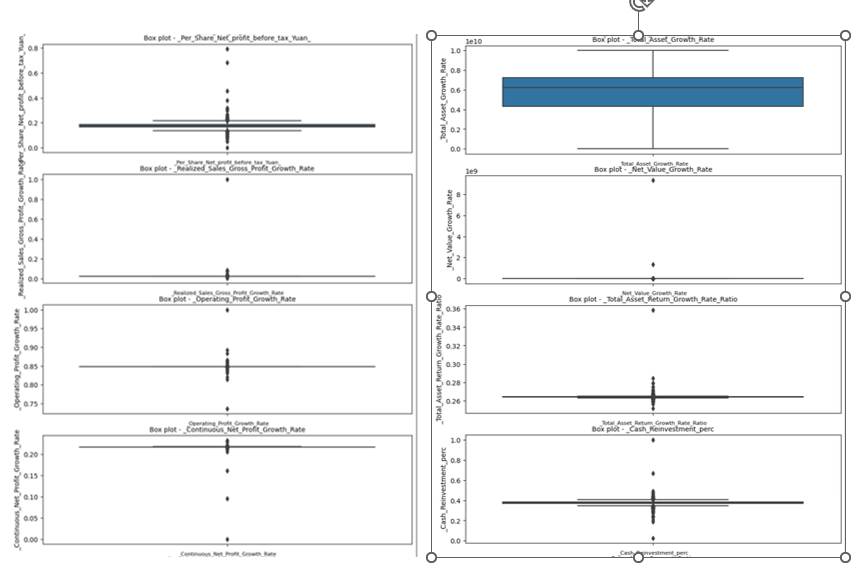 Box plot - _Per_Share_Net_profit_before_tax_Yuan_
_Per_Share_Net_profit_before_tax_Yuan_
0.8
0.6
0.4
0.2
0.0
_Per_Share_Net_profit_before_tax_Yuan_
Box plot - _Realized_Sales_Gross_Profit_Growth_Rate
_Realized_Sales_Gross_Profit_Growth_Rate
1.0
0.8
0.6
0.4
0.2
0.0
_Realized_Sales_Gross_Profit_Growth_Rate
Box plot - _Operating_Profit_Growth_Rate
_Operating_Profit_Growth_Rate
1.00
0.95
0.90
0.85
0.80
0.75
_Operating_Profit_Growth_Rate
Box plot - _Continuous_Net_Profit_Growth_Rate
_Continuous_Net_Profit_Growth_Rate
0.20
0.15
0.10
0.05
0.00
_Continuous_Net_Profit_Growth_Rate
Box plot - _Total_Asset_Growth_Rate
1e10
_Total_Asset_Growth_Rate
1.0
0.8
0.6
0.4
0.2
0.0
_Total_Asset_Growth_Rate
Box plot - _Net_Value_Growth_Rate
1e9
_Net_Value_Growth_Rate
8
6
4
2
0
_Net_Value_Growth_Rate
Box plot - _Total_Asset_Return_Growth_Rate_Ratio
_Total_Asset_Return_Growth_Rate_Ratio
0.36
0.34
0.32
0.30
0.28
0.26
_Total_Asset_Return_Growth_Rate_Ratio
Box plot - _Cash_Reinvestment_perc
_Cash_Reinvestment_perc
1.0
0.8
0.6
0.4
0.2
0.0
_Cash_Reinvestment_perc